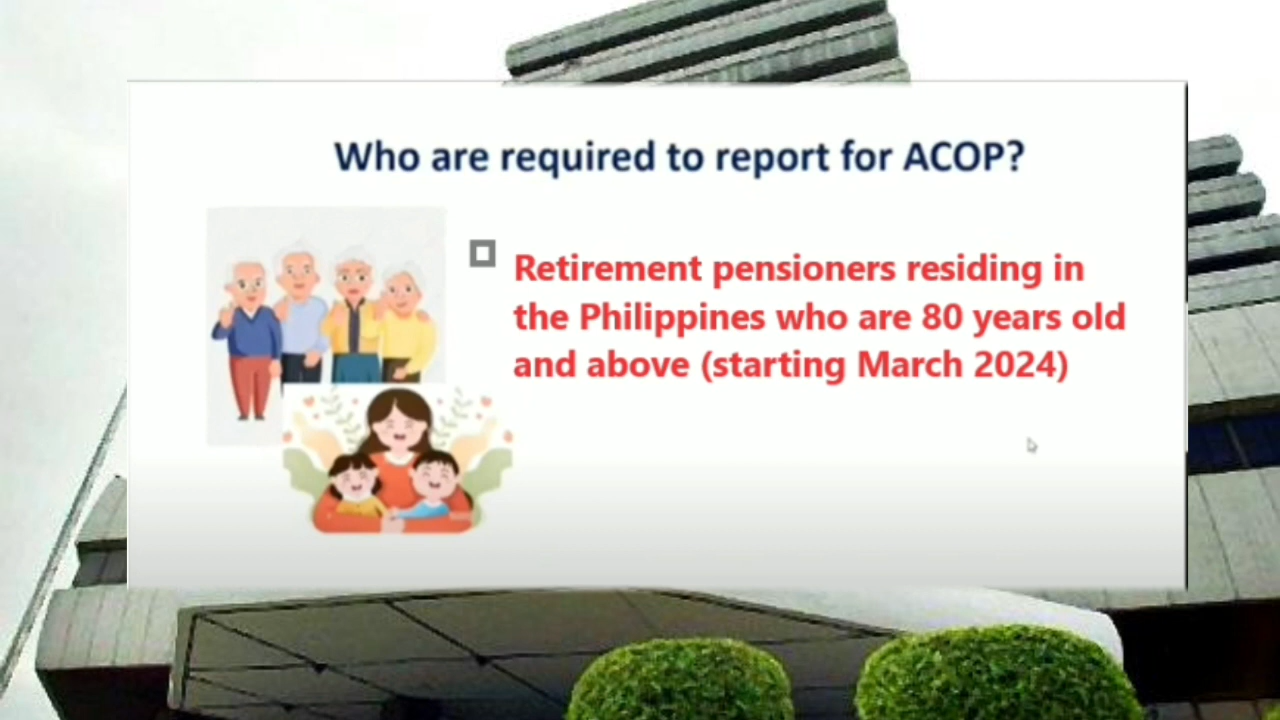 Who are required to report for ACOP?
Retirement pensioners residing in
the Philippines who are 80 years old
and above (starting March 2024)